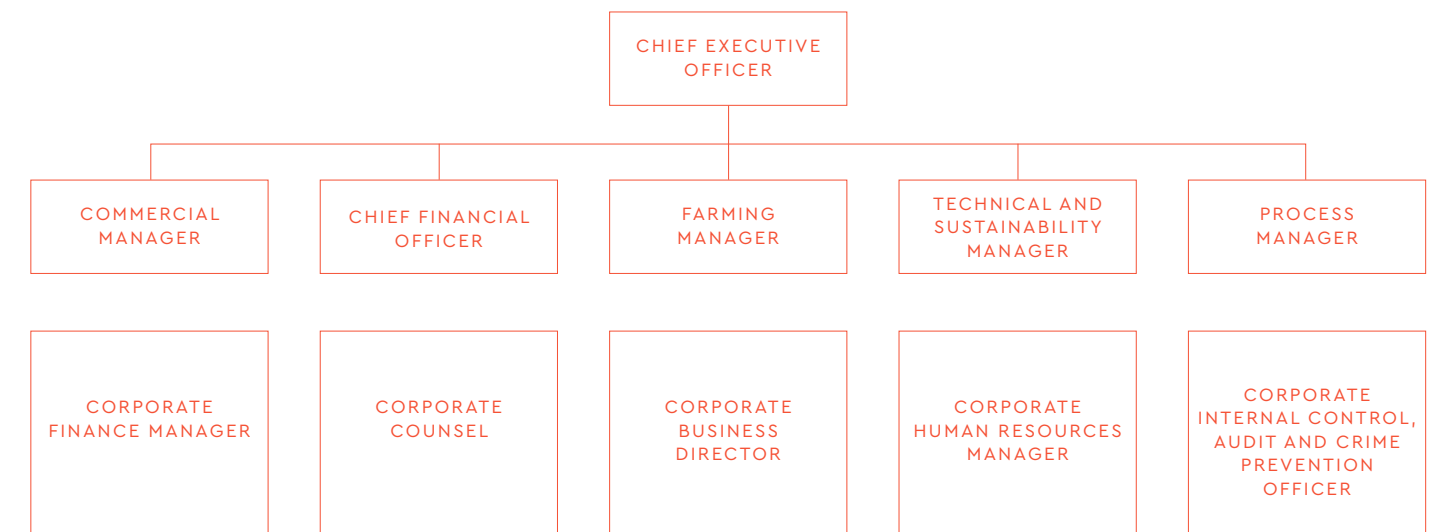 CHIEF EXECUTIVE
OFFICER
COMMERCIAL
MANAGER
CHIEF FINANCIAL
OFFICER
FARMING
MANAGER
TECHNICAL AND
SUSTAINABILITY
MANAGER
PROCESS
MANAGER
CORPORATE
FINANCE MANAGER
CORPORATE
COUNSEL
CORPORATE
BUSINESS
DIRECTOR
CORPORATE
HUMAN RESOURCES
MANAGER
CORPORATE
INTERNAL CONTROL,
AUDIT AND CRIME
PREVENTION
OFFICER